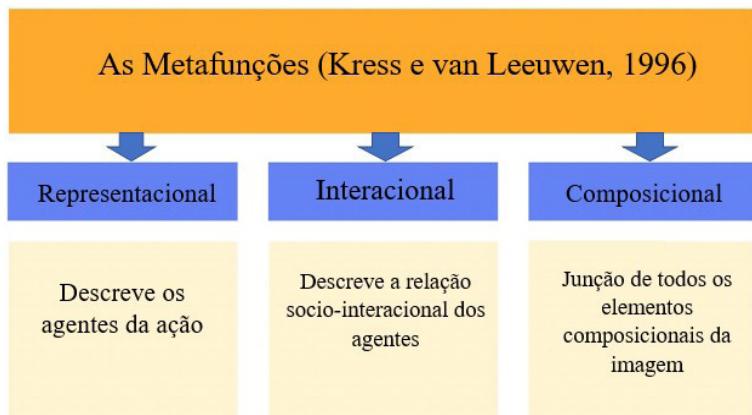 As Metafunções (Kress e van Leeuwen, 1996)
Representacional
Interacional
Composicional
Descreve os
agentes da ação
Descreve a relação
socio-interacional dos
agentes
Junção de todos os
elementos
composicionais da
imagem